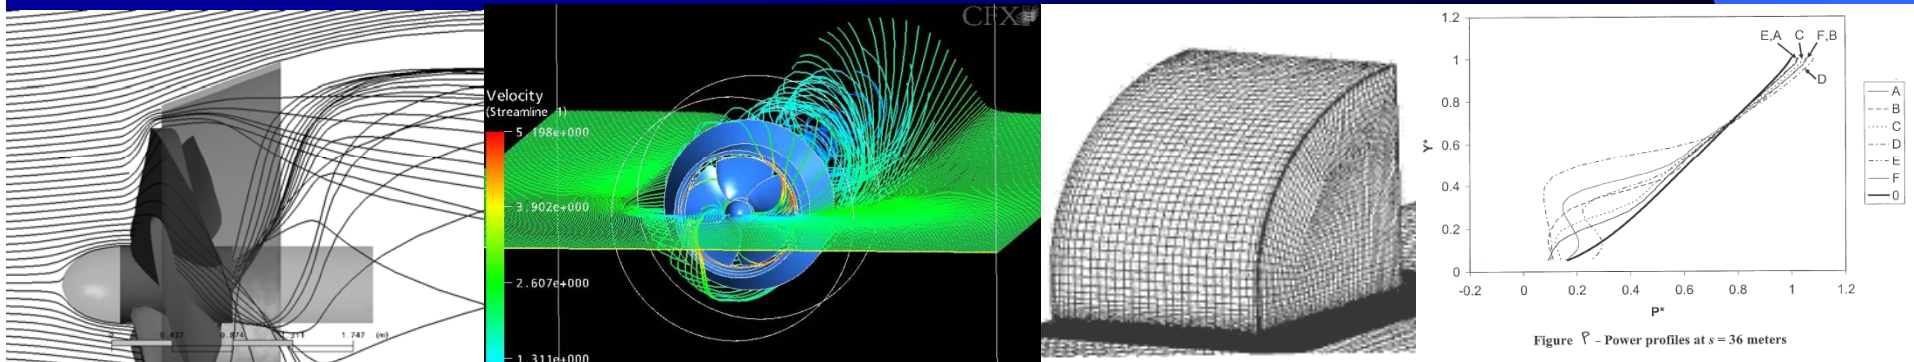 0.437 0.874 1.311 1.747 (m)
CFX
Velocity
(Streamline 1)
5.198e+000
3.902e+000
2.607e+000
1.311e+000
1.2
1
0.8
0.6
0.4
0.2
0
Y*
-0.2 0 0.2 0.4 0.6 0.8 1 1.2
P*
E,A C F,B
D
A
B
C
D
E
F
0
Figure ٣ - Power profiles at s = 36 meters